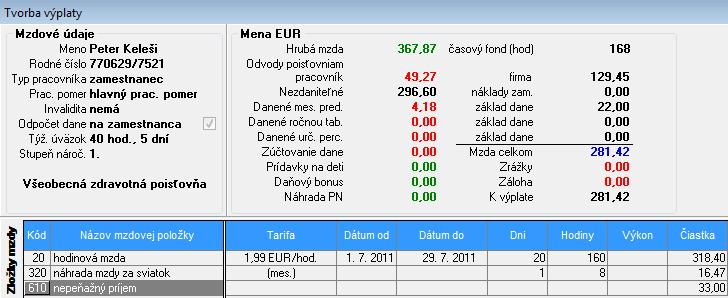 Tvorba výplaty
Mzdové údaje
Meno Peter Keleši
Rodné číslo 770629/7521
Typ pracovníka zamestnanec
Prac. pomer hlavný prac. pomer
Invalidita nemá
Odpočet dane na zamestnanca
Týž. úväzok 40 hod., 5 dní
Stupeň nároč. 1.
Všeobecná zdravotná poisťovňa
Mena EUR
Hrubá mzda 367,87 časový fond (hod) 168
Odvody poisťovniam
pracovník 49,27 firma 129,45
Nezdaniteľné 296,60 náklady zam. 0,00
Danené mes. pred. 4,18 základ dane 22,00
Danené ročnou tab. 0,00 základ dane 0,00
Danené urč. perc. 0,00 základ dane 0,00
Zúčtovanie dane 0,00 Mzda celkom 281,42
Prídavky na deti 0,00 Zrážky 0,00
Daňový bonus 0,00 Záloha 0,00
Náhrada PN 0,00 K výplate 281,42
Zložky mzdy
Kód Názov mzdovej položky Tarifa Dátum od Dátum do Dni Hodiny Výkon Čiastka
20 hodinová mzda 1,99 EUR/hod. 1. 7. 2011 29. 7. 2011 20 160 318,40
320 náhrada mzdy za sviatok (mes.) 1 8 16,47
610 nepeňažný príjem 33,00